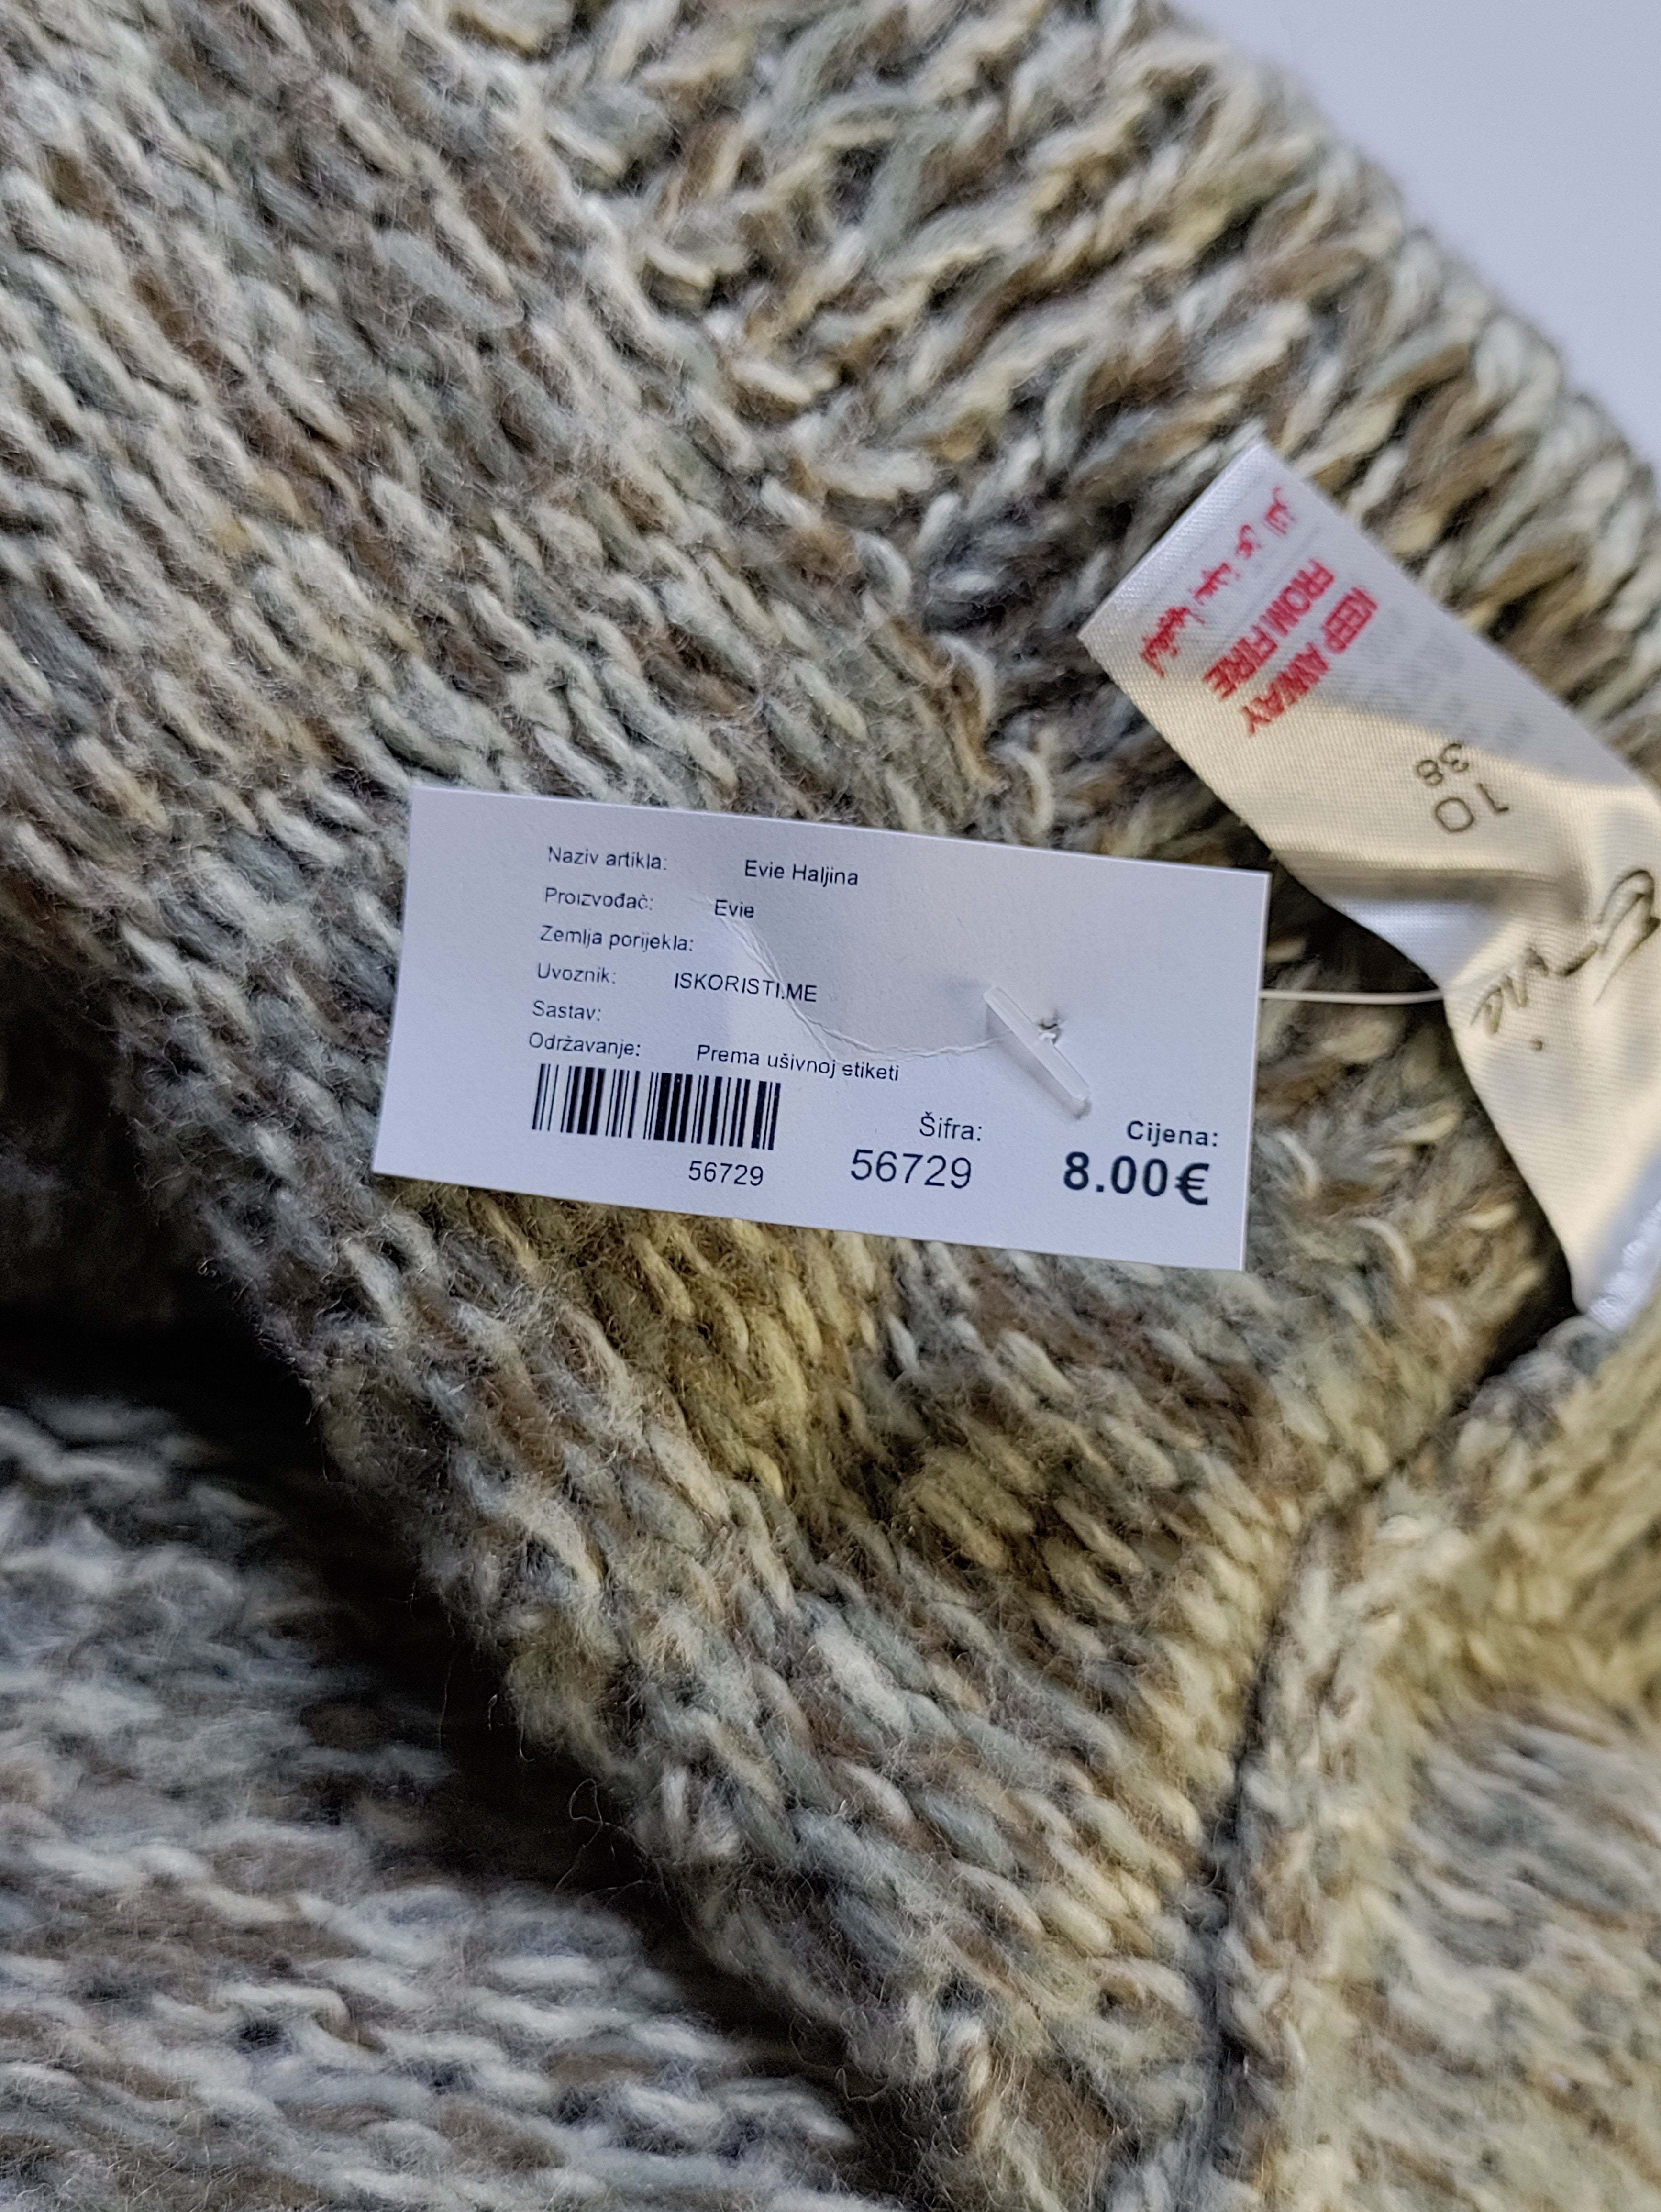 Naziv artikla: Evie Haljina
Proizvođač: Evie
Zemlja porijekla:
Uvoznik: ISKORISTI.ME
Sastav:
Održavanje: Prema ušivnoj etiketi
56729
Šifra:
56729
Cijena:
8.00€
KEEP AWAY
FROM FIRE
10
38
Evie